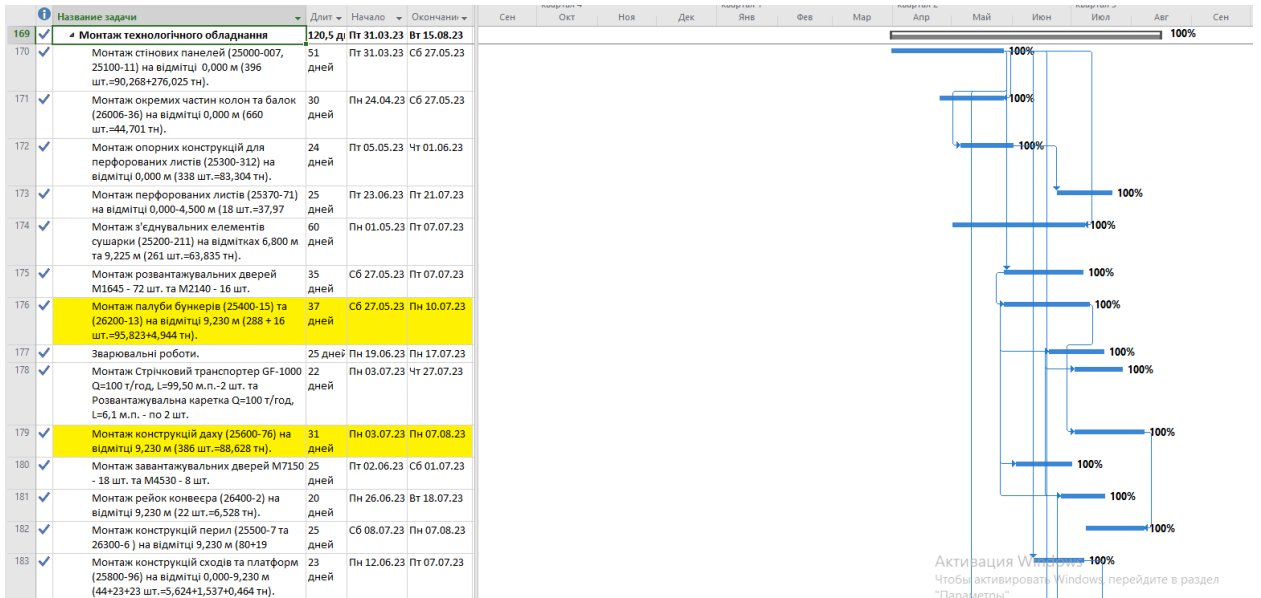 Название задачи Длит Начало Окончани Сен Окт Ноя Дек Янв Фев Мар Апр Май Июн Июл Авг Сен
169 Монтаж технологічного обладнання 120,5 д Пт 31.03.23 Вт 15.08.23 100%
170 Монтаж стінових панелей (25000-007, 51 Пт 31.03.23 Сб 27.05.23 100%
25100-11) на відмітці 0,000 м (396 дней
шт.=90,268+276,025 тн).
171 Монтаж окремих частин колон та балок 30 Пн 24.04.23 Сб 27.05.23 100%
(26006-36) на відмітці 0,000 м (660 дней
шт.=44,701 тн).
172 Монтаж опорних конструкцій для 24 Пт 05.05.23 Чт 01.06.23 100%
перфорованих листів (25300-312) на дней
відмітці 0,000 м (338 шт.=83,304 тн).
173 Монтаж перфорованих листів (25370-71) 25 Пт 23.06.23 Пт 21.07.23 100%
на відмітці 0,000-4,500 м (18 шт.=37,97 дней
174 Монтаж з'єднувальних елементів 60 Пн 01.05.23 Пт 07.07.23 100%
сушарки (25200-211) на відмітках 6,800 м дней
та 9,225 м (261 шт.=63,835 тн).
175 Монтаж розвантажувальних дверей 35 Сб 27.05.23 Пт 07.07.23 100%
М1645 - 72 шт. та М2140 - 16 шт. дней
176 Монтаж палуби бункерів (25400-15) та 37 Сб 27.05.23 Пн 10.07.23 100%
(26200-13) на відмітці 9,230 м (288 + 16 дней
шт.=95,823+4,944 тн).
177 Зварювальні роботи. 25 дней Пн 19.06.23 Пн 17.07.23 100%
178 Монтаж Стрічковий транспортер GF-1000 22 Пн 03.07.23 Чт 27.07.23 100%
Q=100 т/год, L=99,50 м.п.-2 шт. та дней
Розвантажувальна каретка Q=100 т/год,
L=6,1 м.п. - по 2 шт.
179 Монтаж конструкцій даху (25600-76) на 31 Пн 03.07.23 Пн 07.08.23 100%
відмітці 9,230 м (386 шт.=88,628 тн). дней
180 Монтаж завантажувальних дверей М7150 25 Пт 02.06.23 Сб 01.07.23 100%
- 18 шт. та М4530 - 8 шт. дней
181 Монтаж рейок конвеєра (26400-2) на 20 Пн 26.06.23 Вт 18.07.23 100%
відмітці 9,230 м (22 шт.=6,528 тн). дней
182 Монтаж конструкцій перил (25500-7 та 25 Сб 08.07.23 Пн 07.08.23 100%
26300-6 ) на відмітці 9,230 м (80+19 дней
183 Монтаж конструкцій сходів та платформ 23 Пн 12.06.23 Пт 07.07.23 100%
(25800-96) на відмітці 0,000-9,230 м дней
(44+23+23 шт.=5,624+1,537+0,464 тн).
Активация Windows
Чтобы активировать Windows, перейдите в раздел
"Параметры"